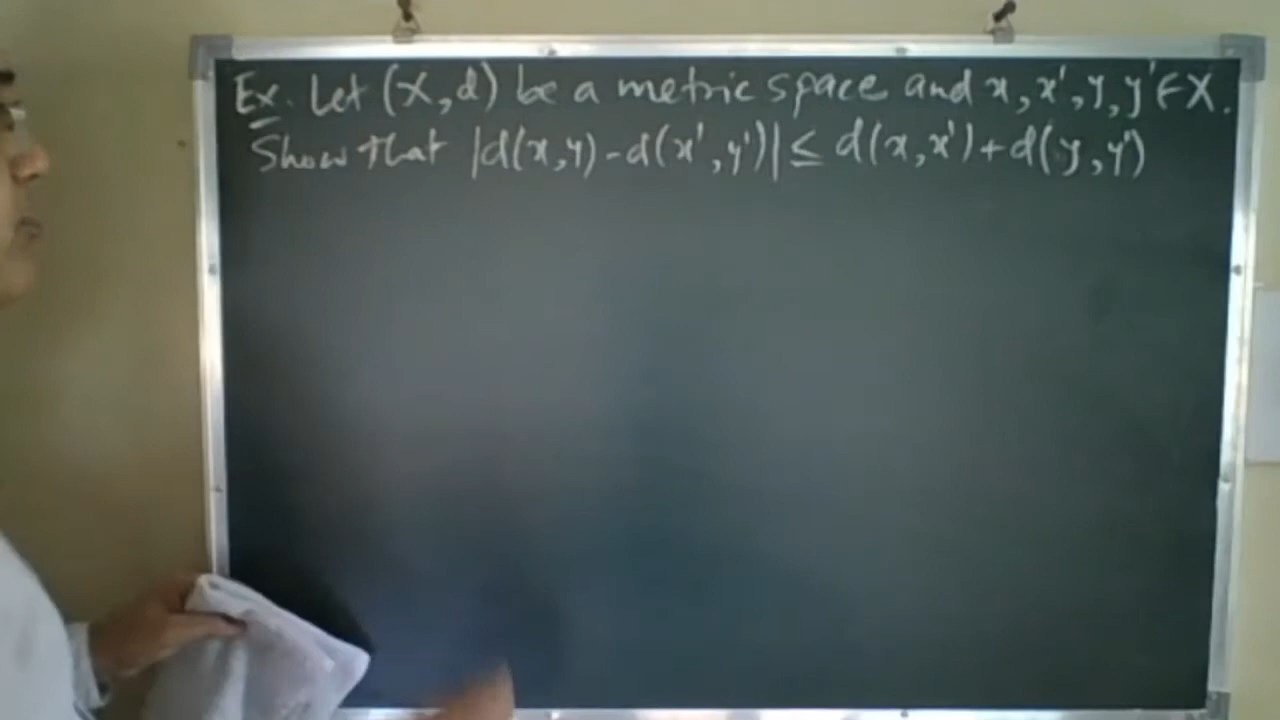 Ex. Let (X,d) be a metric space and x, x', y, y' ∈ X.
Show that |d(x,y) - d(x',y')| ≤ d(x,x') + d(y,y')